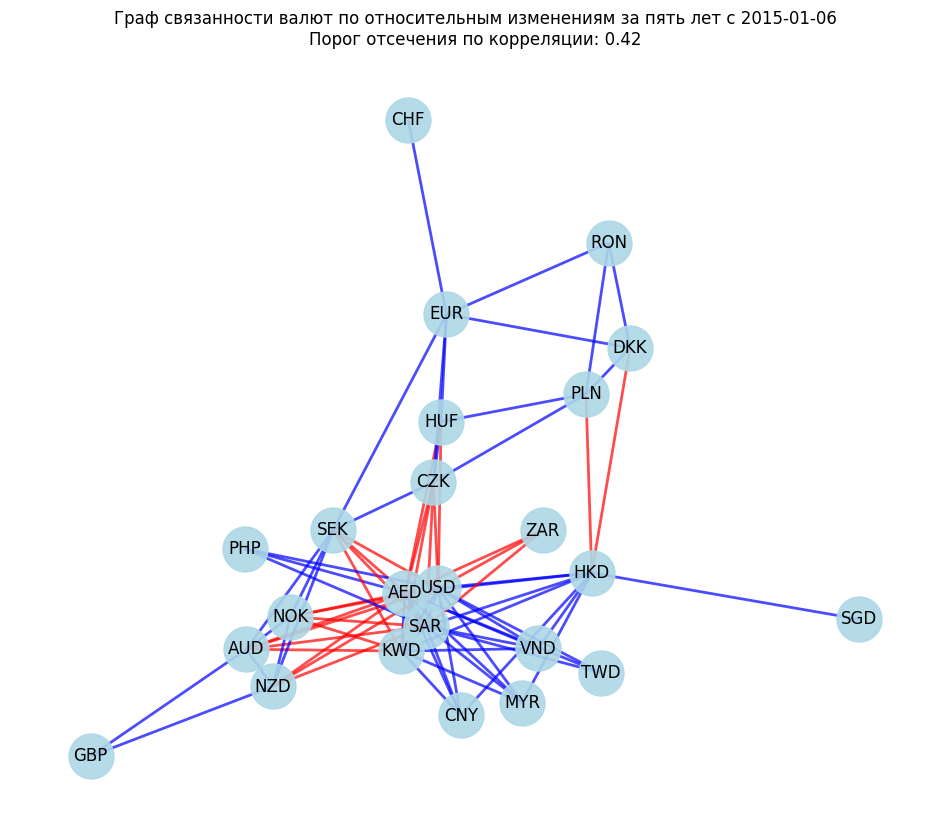 Граф связанности валют по относительным изменениям за пять лет с 2015-01-06
Порог отсечения по корреляции: 0.42
CHF
RON
EUR
DKK
PLN
HUF
CZK
SEK
ZAR
PHP
HKD
USD
AED
NOK
SGD
SAR
AUD
KWD
VND
TWD
NZD
MYR
CNY
GBP